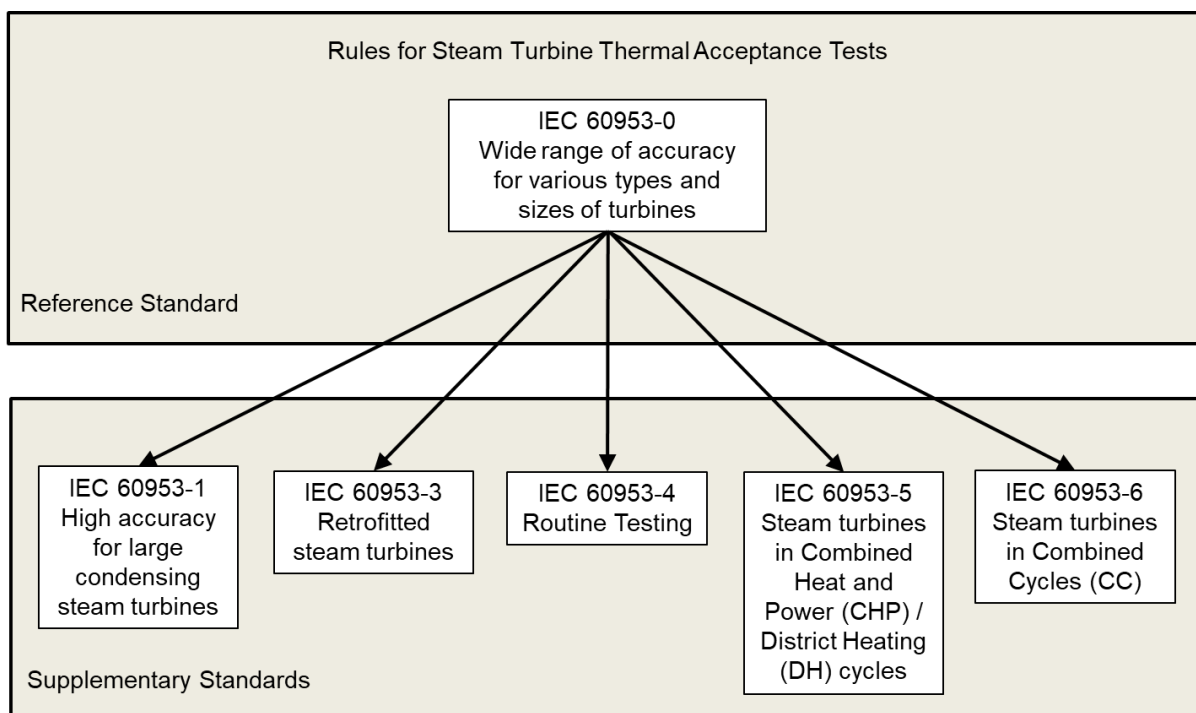 Rules for Steam Turbine Thermal Acceptance Tests
IEC 60953-0
Wide range of accuracy
for various types and
sizes of turbines
Reference Standard
IEC 60953-1
High accuracy
for large
condensing
steam turbines
IEC 60953-3
Retrofitted
steam turbines
IEC 60953-4
Routine Testing
IEC 60953-5
Steam turbines
in Combined
Heat and
Power (CHP) /
District Heating
(DH) cycles
IEC 60953-6
Steam turbines
in Combined
Cycles (CC)
Supplementary Standards